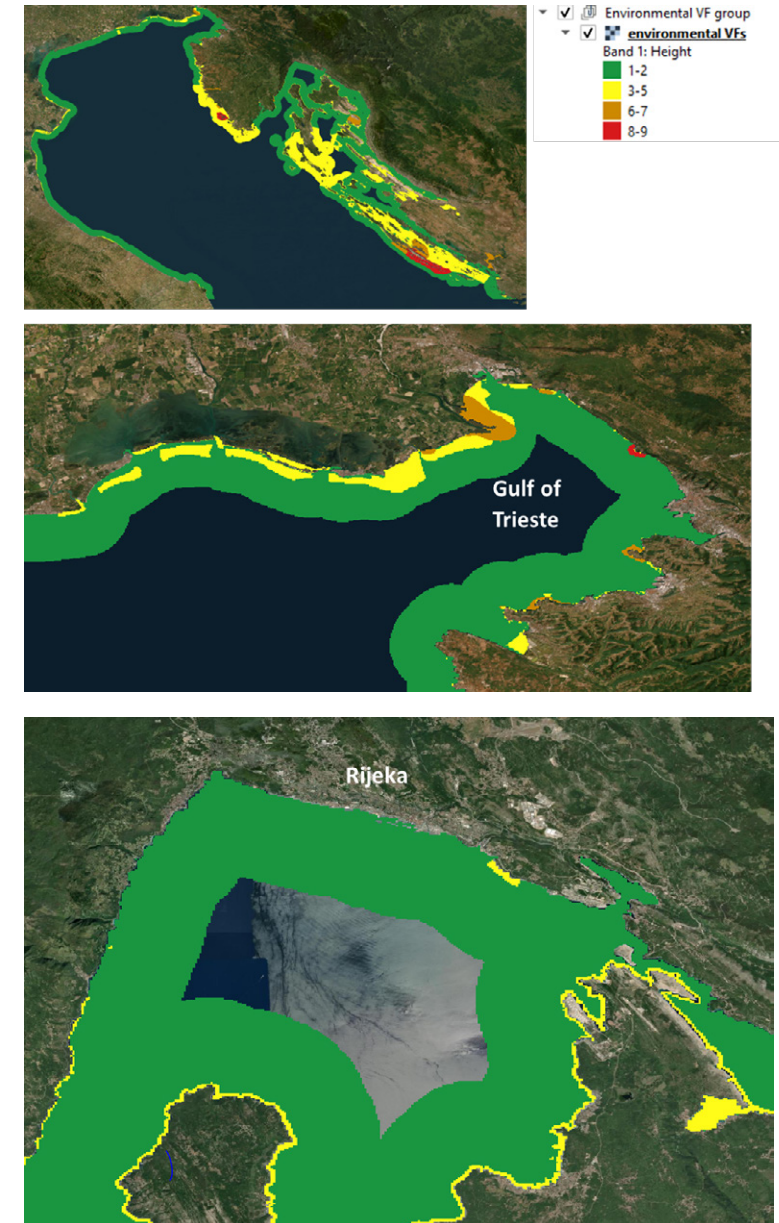 Environmental VF group
environmental VFs
Band 1: Height
1-2
3-5
6-7
8-9
Gulf of
Trieste
Rijeka